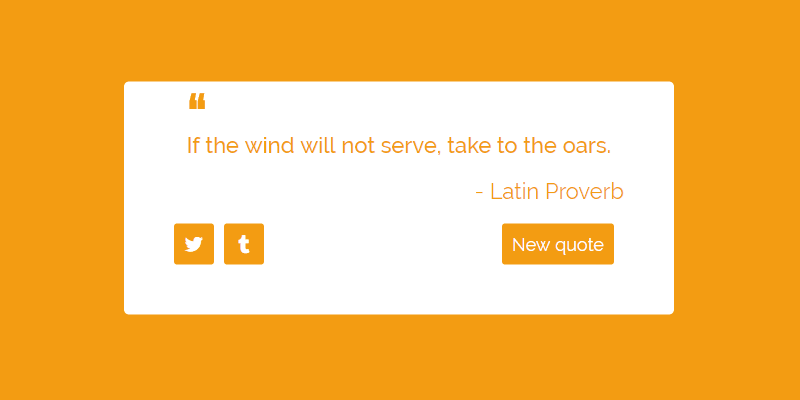 ❝
If the wind will not serve, take to the oars.
- Latin Proverb
New quote